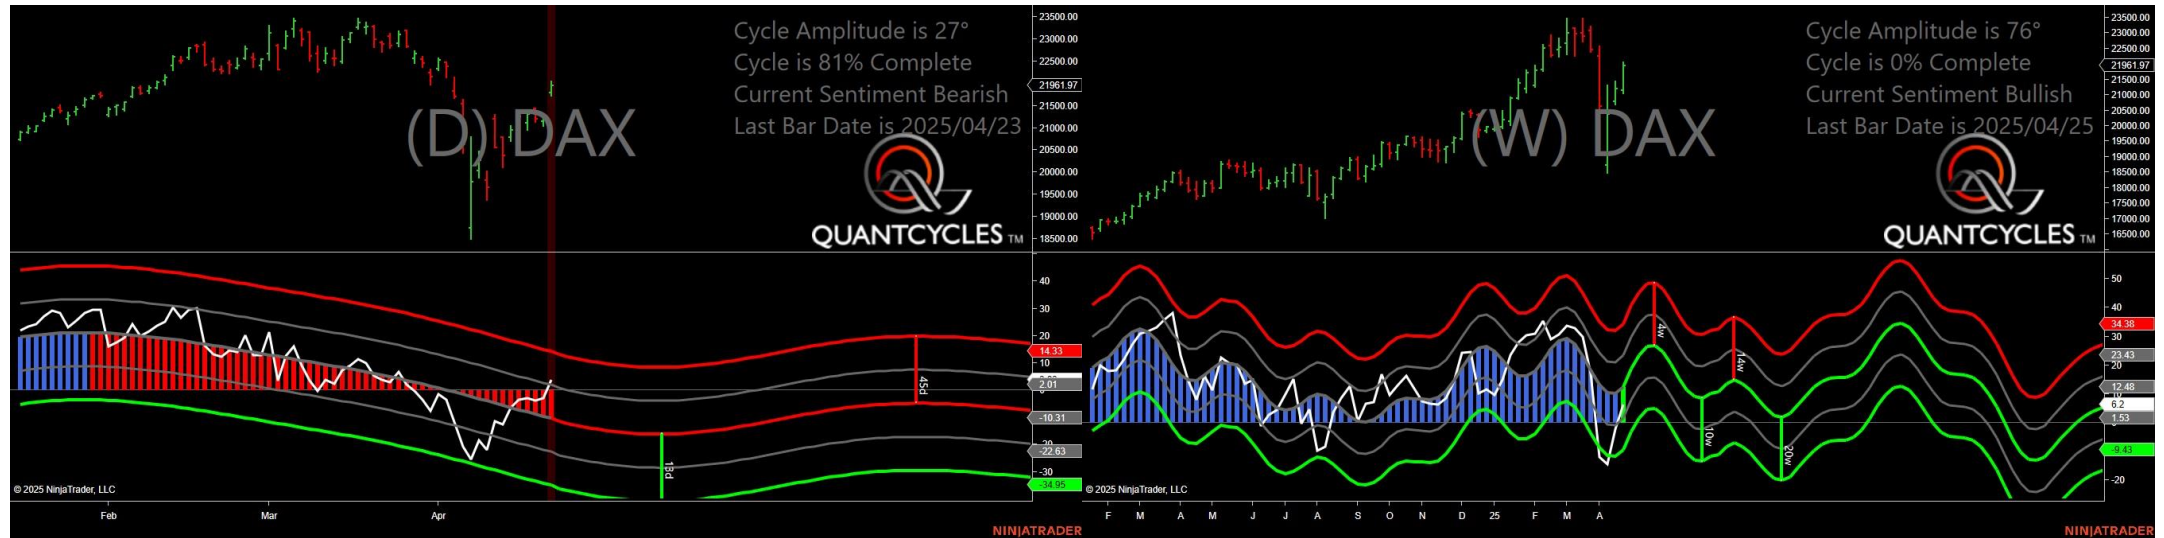 Cycle Amplitude is 27°
Cycle is 81% Complete
Current Sentiment Bearish
Last Bar Date is 2025/04/23
(D) DAX
QUANTCYCLES TM
23500.00
23000.00
22500.00
21961.97
21500.00
21000.00
20500.00
20000.00
19500.00
19000.00
18500.00
40
30
20
14.33
10
2.01
-10.31
-22.63
-30
-34.95
45d
18d
© 2025 NinjaTrader, LLC
Feb
Mar
Apr
NINJATRADER
Cycle Amplitude is 76°
Cycle is 0% Complete
Current Sentiment Bullish
Last Bar Date is 2025/04/25
(W) DAX
QUANTCYCLES TM
23500.00
23000.00
22500.00
21961.97
21500.00
21000.00
20500.00
20000.00
19500.00
19000.00
18500.00
18000.00
17500.00
17000.00
16500.00
50
40
34.38
30
23.43
20
12.48
6.2
1.53
-9.43
-20
4w
14w
10w
20w
© 2025 NinjaTrader, LLC
F M A M J J A S O N D 25 F M A
NINJATRADER